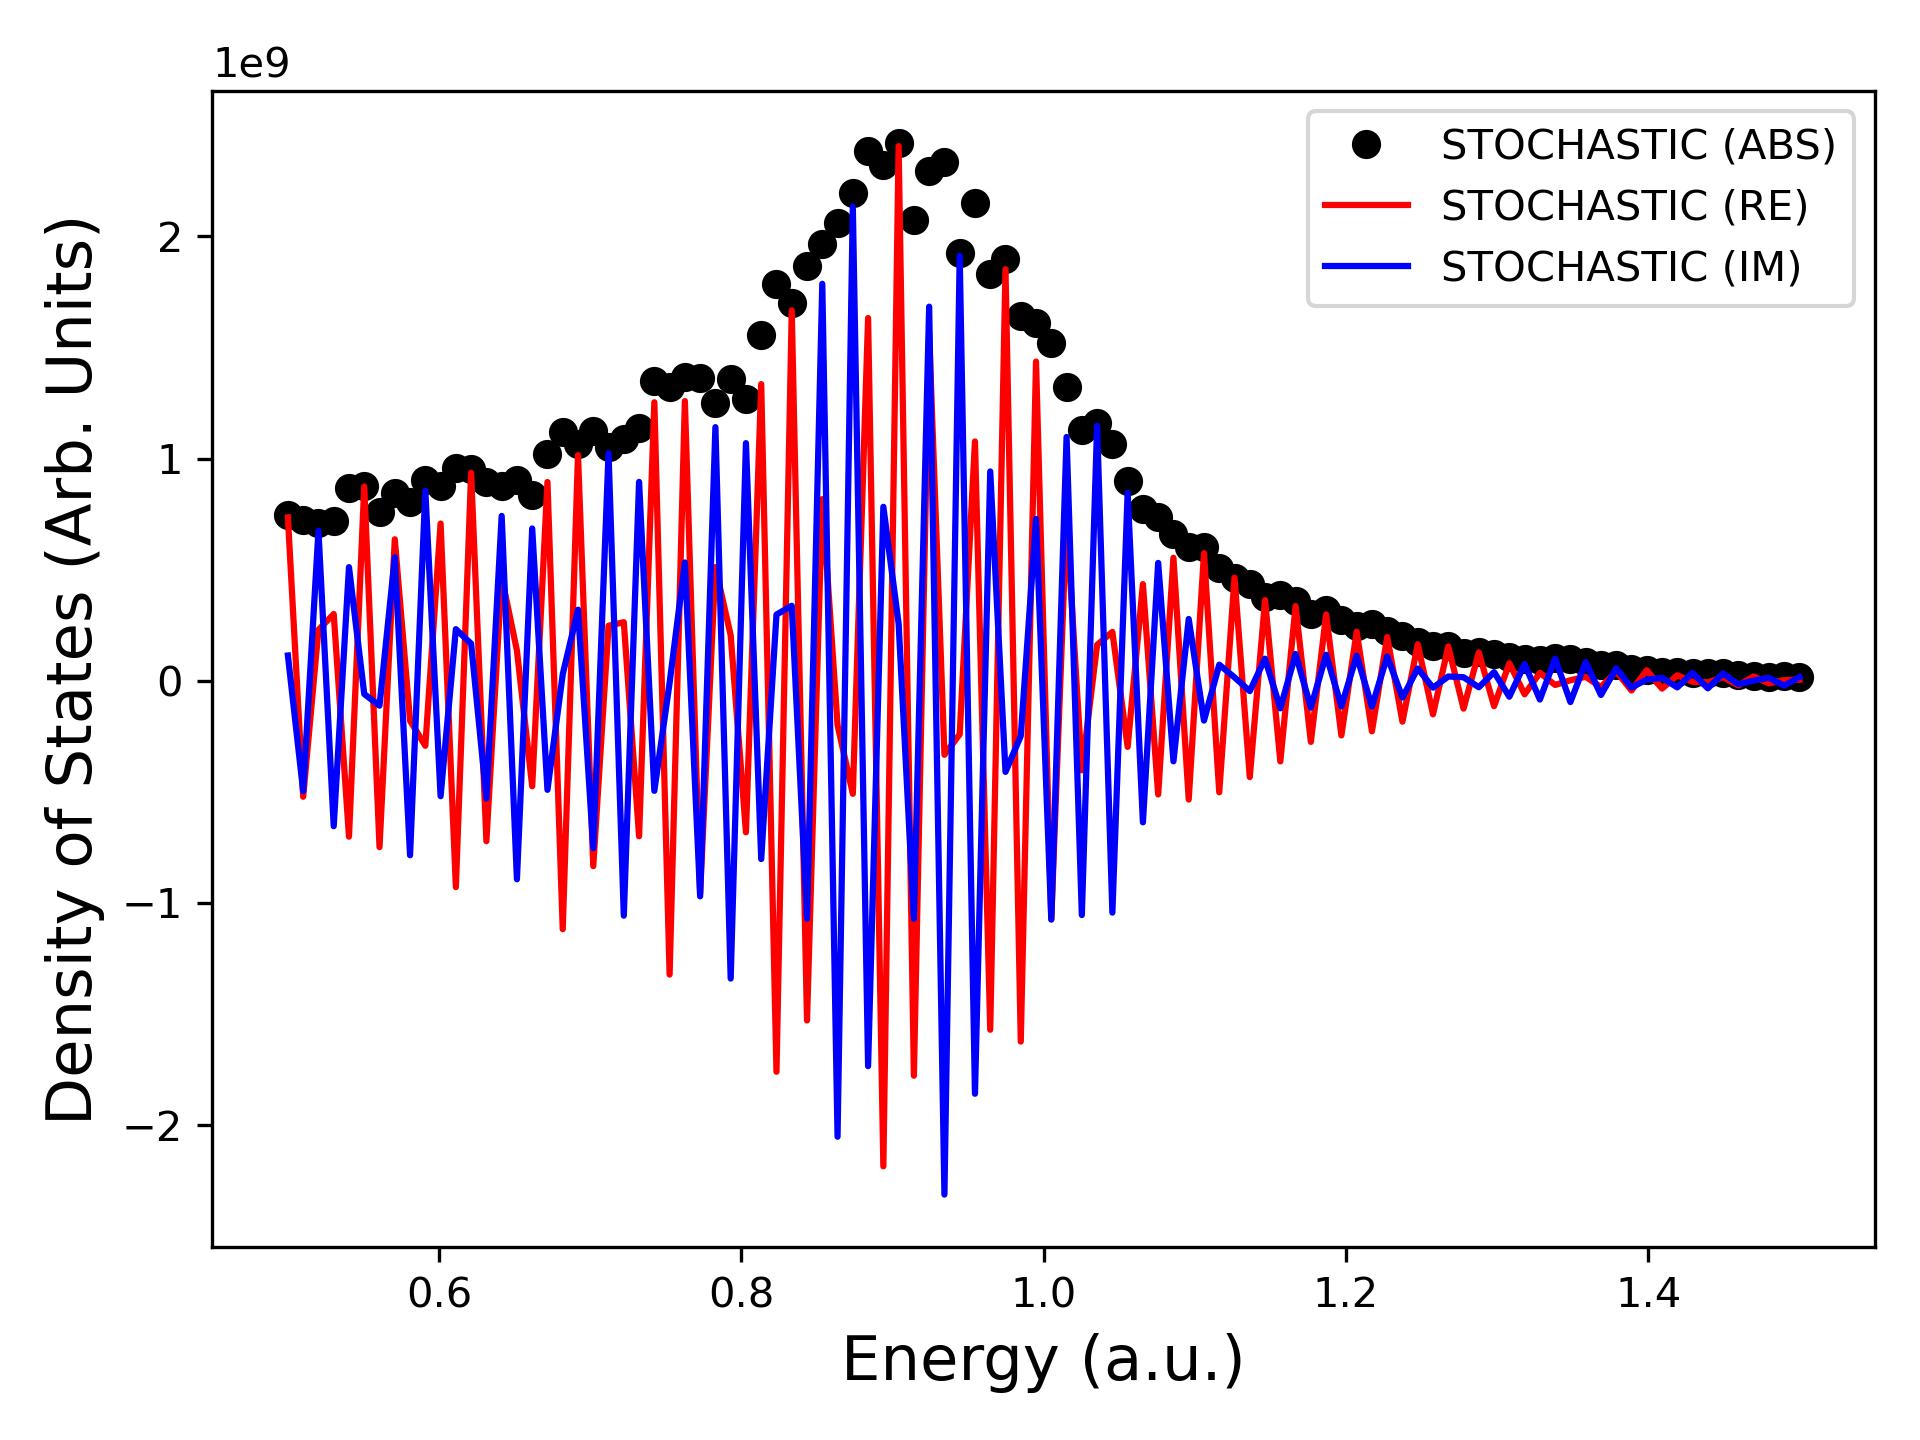 1e9
STOCHASTIC (ABS)
STOCHASTIC (RE)
STOCHASTIC (IM)
Density of States (Arb. Units)
2
1
0
−1
−2
0.6 0.8 1.0 1.2 1.4
Energy (a.u.)